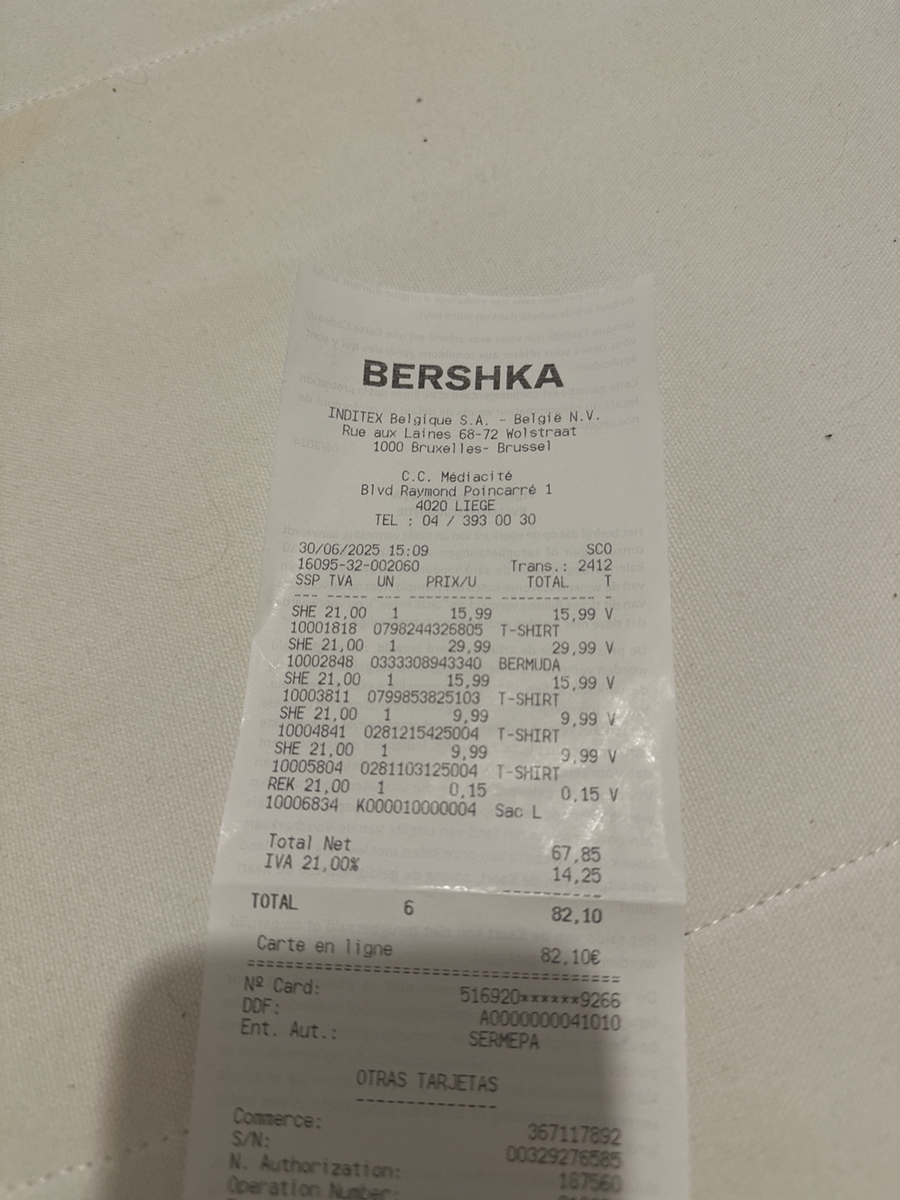 BERSHKA
INDITEX Belgique S.A. - België N.V.
Rue aux Laines 68-72 Wolstraat
1000 Bruxelles- Brussel
C.C. Médiacité
Blvd Raymond Poincarré 1
4020 LIEGE
TEL : 04 / 393 00 30
30/06/2025 15:09 SCO
16095-32-002060 Trans.: 2412
SSP TVA UN PRIX/U TOTAL T
SHE 21,00 1 15,99 15,99 V
10001818 0798244326805 T-SHIRT
SHE 21,00 1 29,99 29,99 V
10002848 0333308943340 BERMUDA
SHE 21,00 1 15,99 15,99 V
10003811 0799853825103 T-SHIRT
SHE 21,00 1 9,99 9,99 V
10004841 0281215425004 T-SHIRT
SHE 21,00 1 9,99 9,99 V
10005804 0281103125004 T-SHIRT
REK 21,00 1 0,15 0,15 V
10006834 K000010000004 Sac L
Total Net 67,85
IVA 21,00% 14,25
TOTAL 6 82,10
Carte en ligne 82,10€
Nº Card: 516920******9266
DDF: A0000000041010
Ent. Aut.: SERMEPA
OTRAS TARJETAS
Commerce: 367117892
S/N: 00329276585
N. Authorization: 187560
Operation Number: